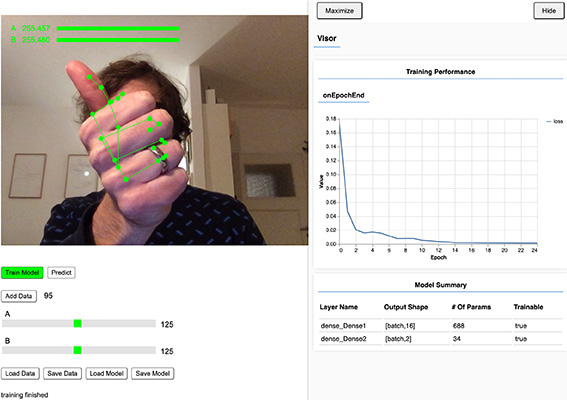 A 255,457
B 255,460
Train Model Predict
Add Data 95
A
125
B
125
Load Data Save Data Load Model Save Model
training finished
Maximize Hide
Visor
Training Performance
onEpochEnd
loss
Value
0.18
0.16
0.14
0.12
0.10
0.08
0.06
0.04
0.02
0.00
0 2 4 6 8 10 12 14 16 18 20 22 24
Epoch
Model Summary
Layer Name Output Shape # Of Params Trainable
dense_Dense1 [batch,16] 688 true
dense_Dense2 [batch,2] 34 true